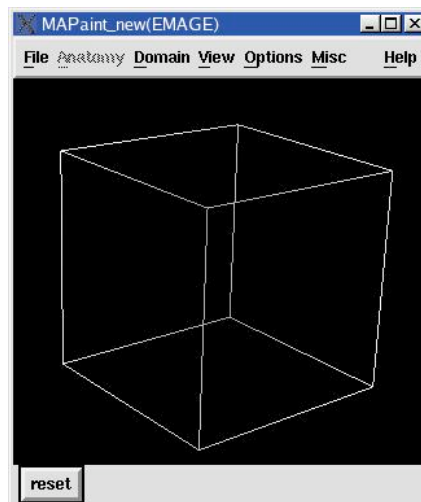 MAPaint_new(EMAGE)
File Anatomy Domain View Options Misc Help
reset